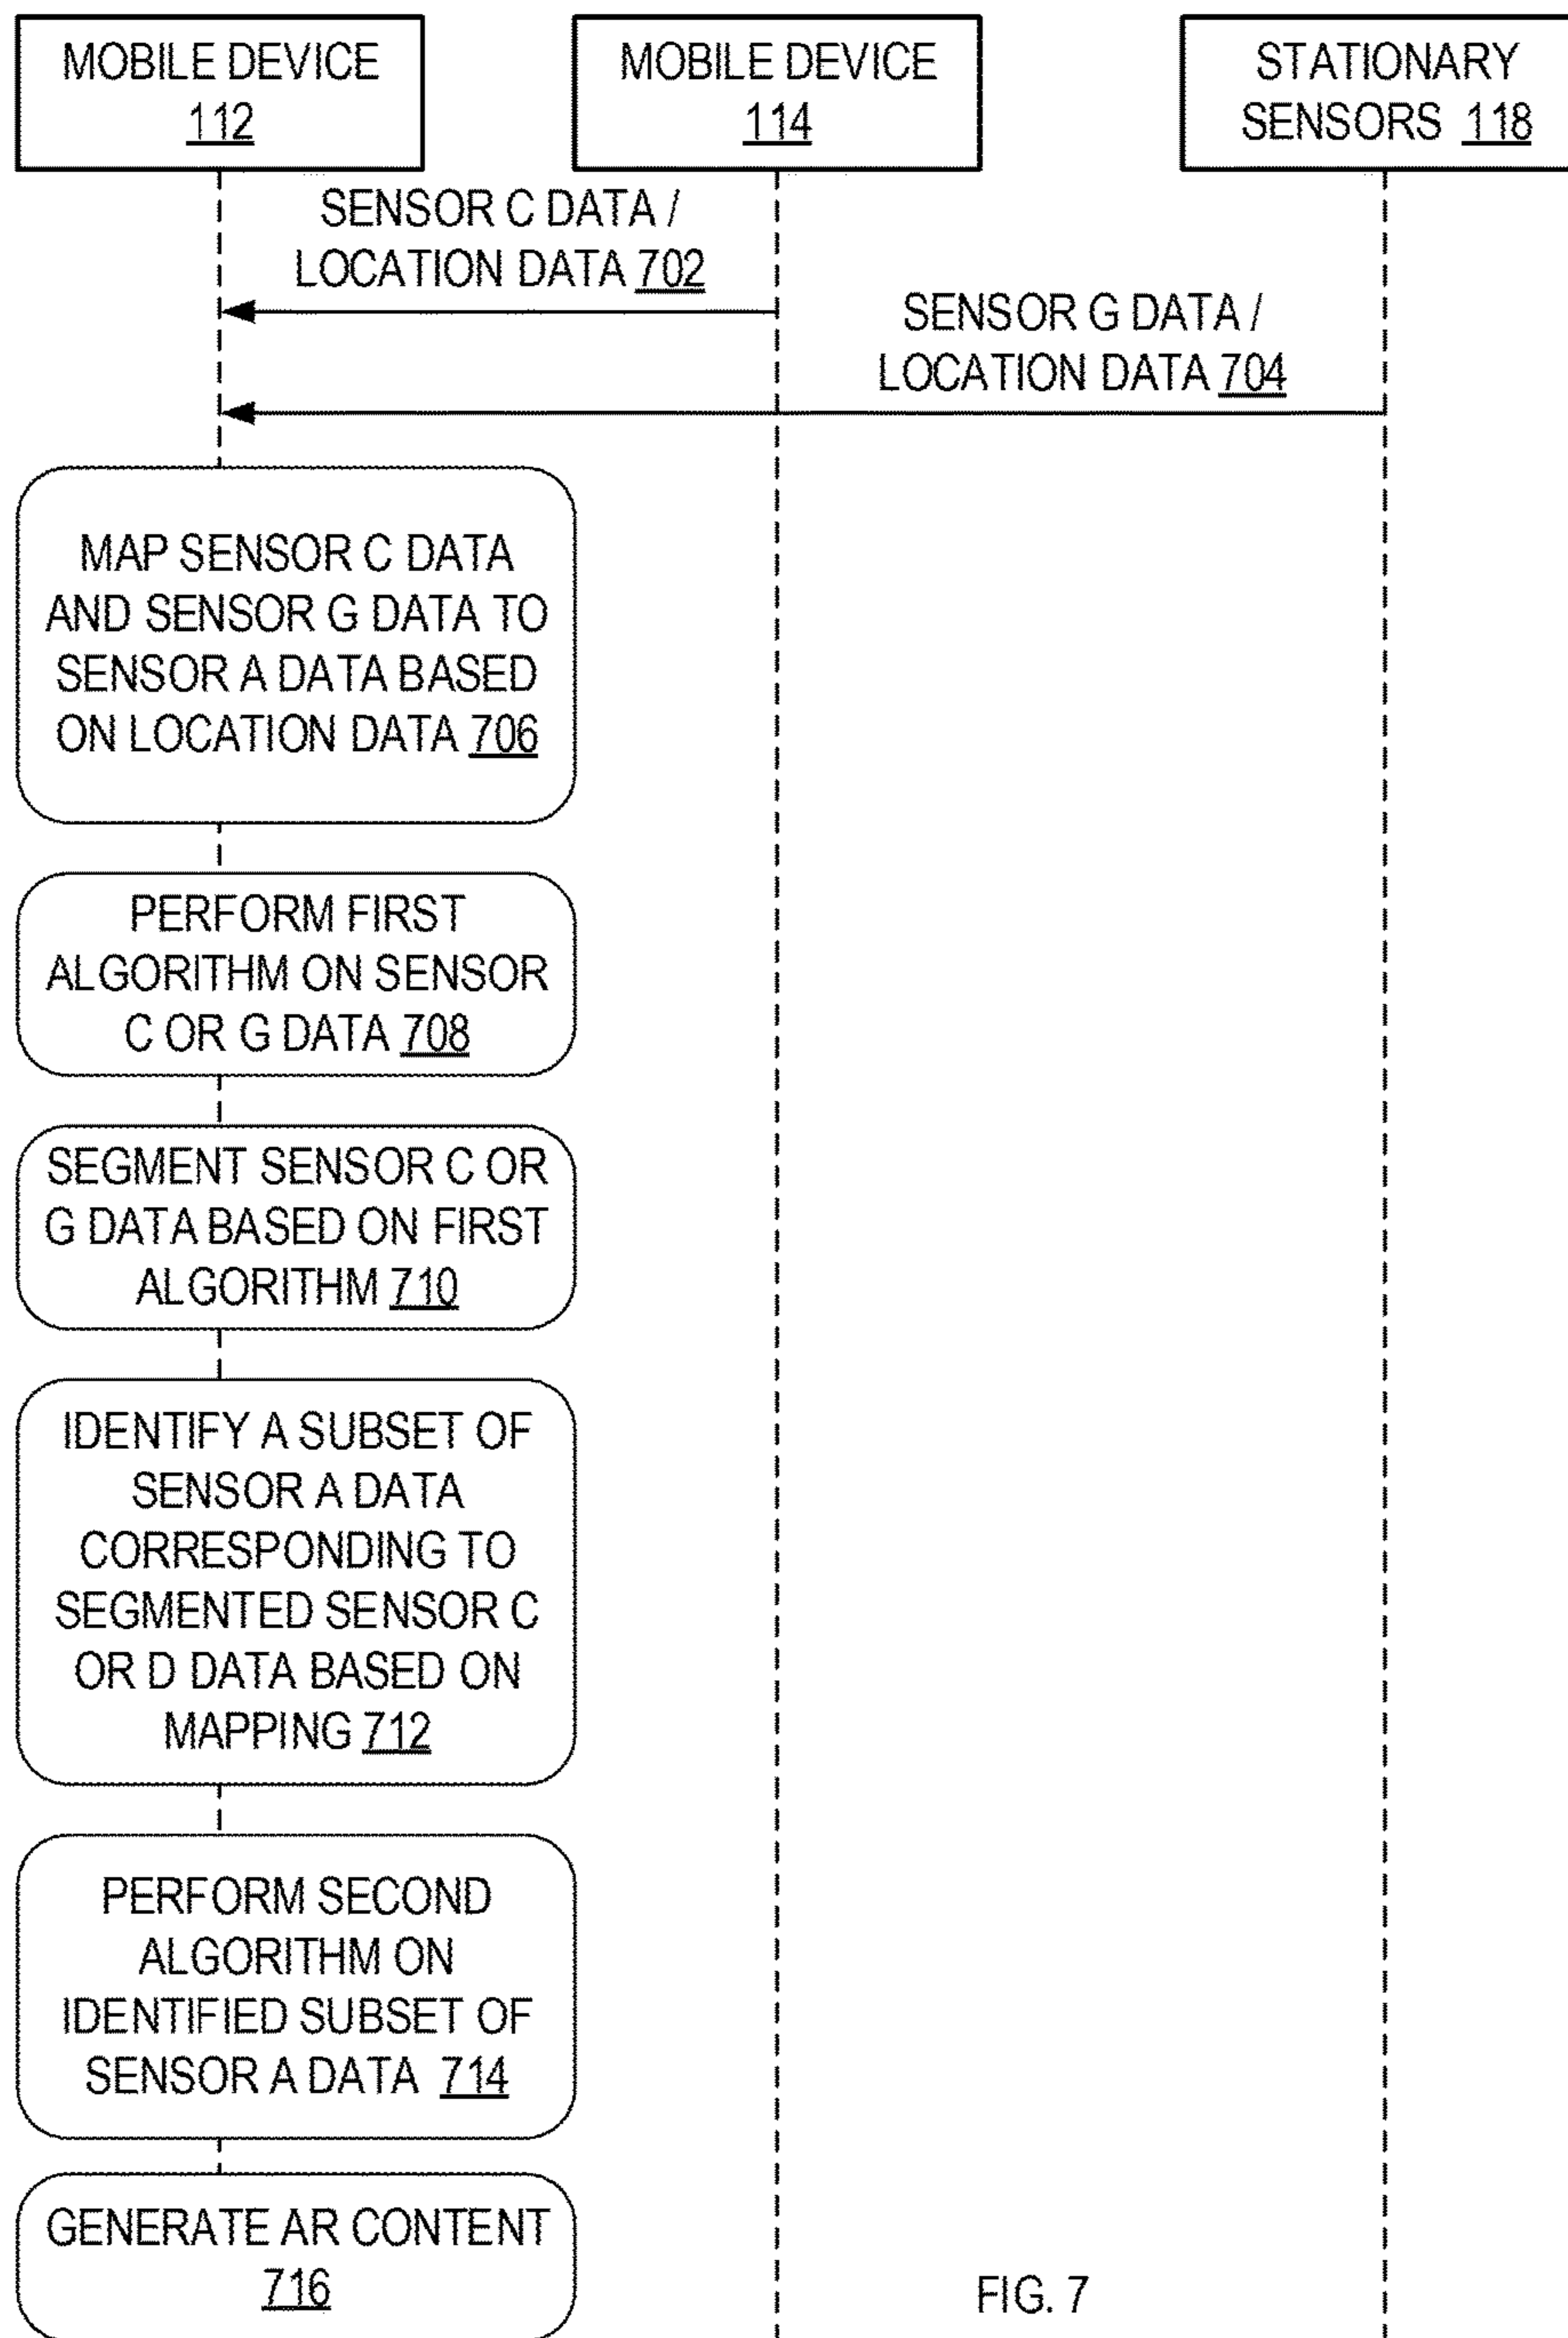 MOBILE DEVICE
112
MOBILE DEVICE
114
STATIONARY
SENSORS 118
SENSOR C DATA /
LOCATION DATA 702
SENSOR G DATA /
LOCATION DATA 704
MAP SENSOR C DATA
AND SENSOR G DATA TO
SENSOR A DATA BASED
ON LOCATION DATA 706
PERFORM FIRST
ALGORITHM ON SENSOR
C OR G DATA 708
SEGMENT SENSOR C OR
G DATA BASED ON FIRST
ALGORITHM 710
IDENTIFY A SUBSET OF
SENSOR A DATA
CORRESPONDING TO
SEGMENTED SENSOR C
OR D DATA BASED ON
MAPPING 712
PERFORM SECOND
ALGORITHM ON
IDENTIFIED SUBSET OF
SENSOR A DATA 714
GENERATE AR CONTENT
716
FIG. 7